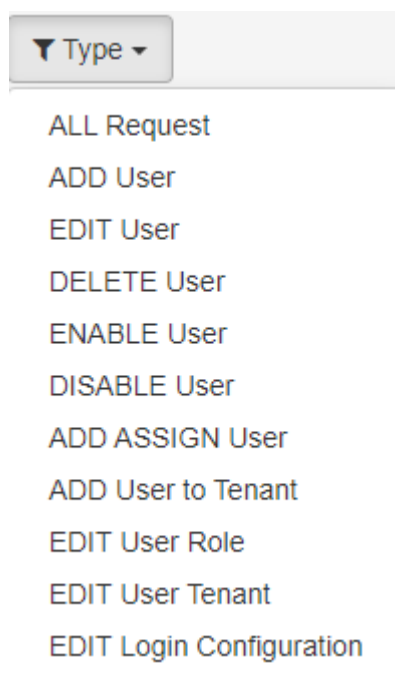 Type
ALL Request
ADD User
EDIT User
DELETE User
ENABLE User
DISABLE User
ADD ASSIGN User
ADD User to Tenant
EDIT User Role
EDIT User Tenant
EDIT Login Configuration